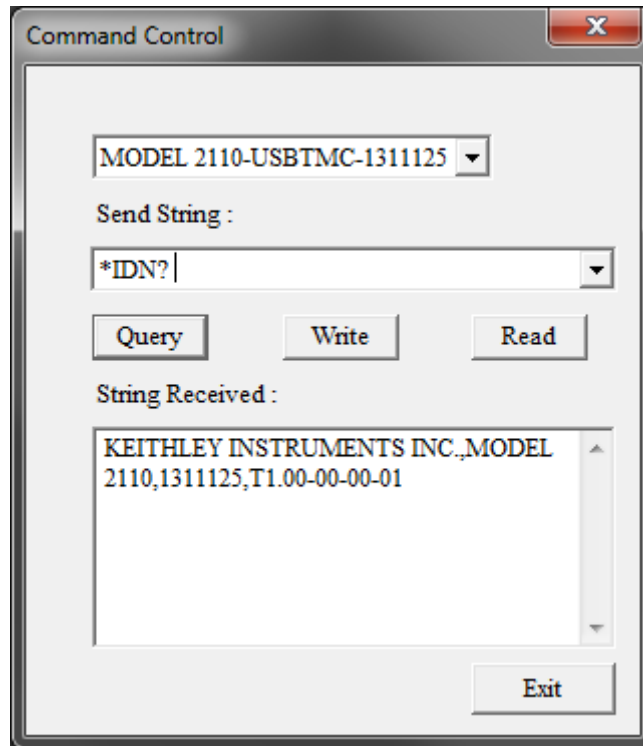 Command Control
MODEL 2110-USBTMC-1311125
Send String :
*IDN?
Query Write Read
String Received :
KEITHLEY INSTRUMENTS INC.,MODEL
2110,1311125,T1.00-00-00-01
Exit